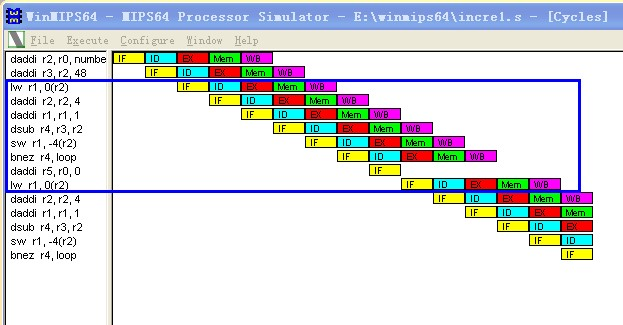 WinMIPS64 - MIPS64 Processor Simulator - E:\winmips64\incre1.s - [Cycles]
File Execute Configure Window Help
daddi r2, r0, numbe IF ID EX Mem WB
daddi r3, r2, 48 IF ID EX Mem WB
lw r1, 0(r2) IF ID EX Mem WB
daddi r2, r2, 4 IF ID EX Mem WB
daddi r1, r1, 1 IF ID EX Mem WB
dsub r4, r3, r2 IF ID EX Mem WB
sw r1, -4(r2) IF ID EX Mem WB
bnez r4, loop IF ID EX Mem WB
daddi r5, r0, 0 IF
lw r1, 0(r2) IF ID EX Mem WB
daddi r2, r2, 4 IF ID EX Mem WB
daddi r1, r1, 1 IF ID EX Mem
dsub r4, r3, r2 IF ID EX
sw r1, -4(r2) IF ID
bnez r4, loop IF